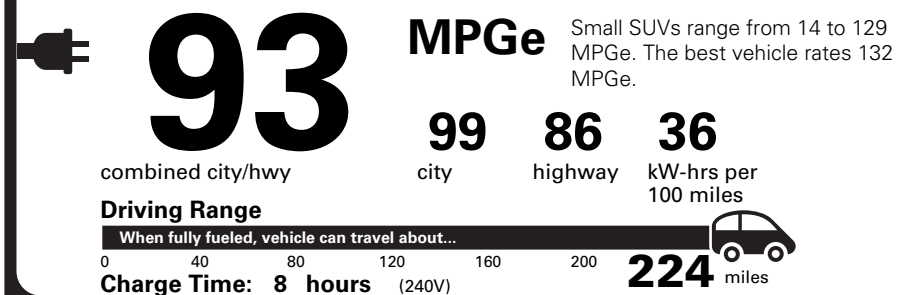 93
MPGe
Small SUVs range from 14 to 129
MPGe. The best vehicle rates 132
MPGe.
99 86 36
combined city/hwy city highway kW-hrs per
100 miles
Driving Range
When fully fueled, vehicle can travel about...
0 40 80 120 160 200 224 miles
Charge Time: 8 hours (240V)